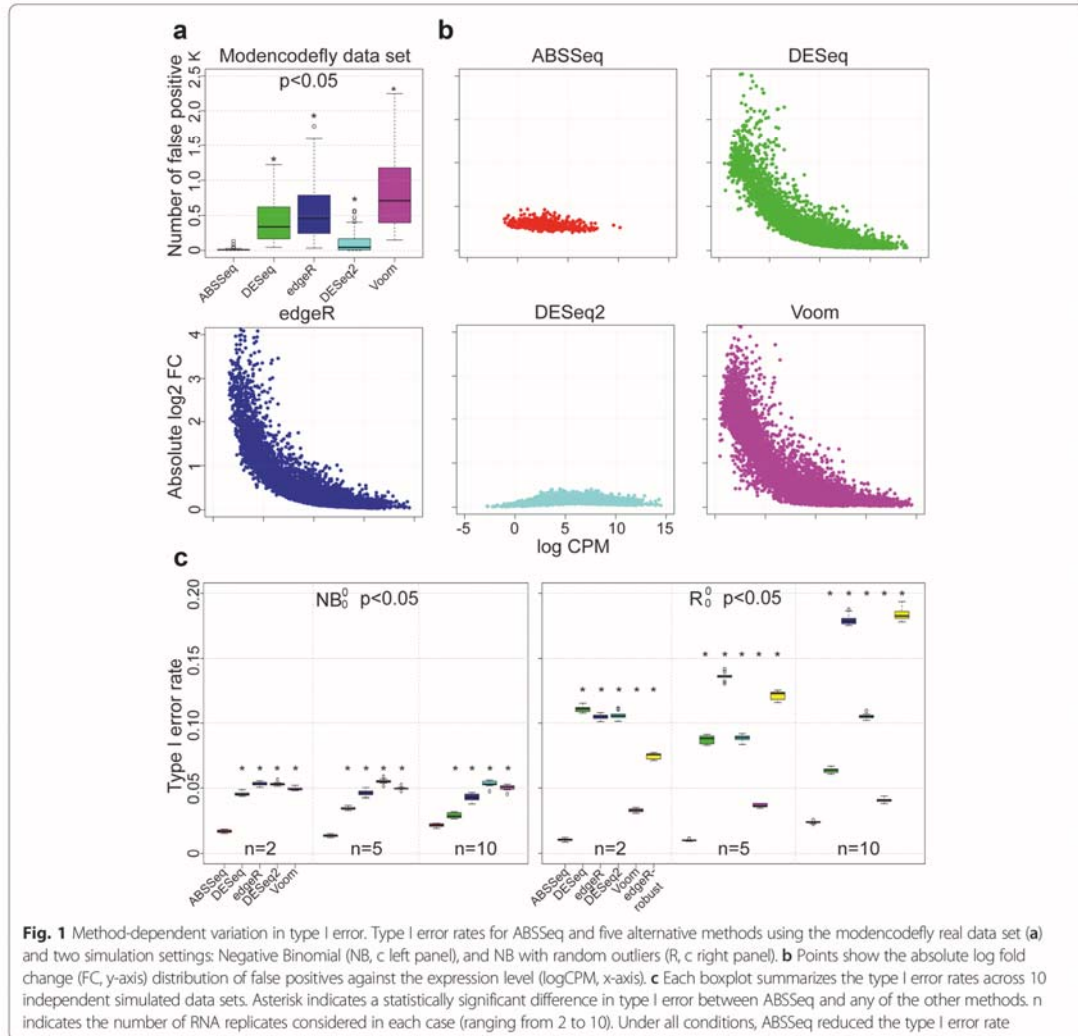 a
b
Modencodefly data set
ABSSeq
DESeq
p<0.05
Number of false positive
0 0.5 1.0 1.5 2.0 2.5 K
ABSSeq
DESeq
edgeR
DESeq2
Voom
edgeR
DESeq2
Voom
Absolute log2 FC
0 1 2 3 4
-5 0 5 10 15
log CPM
c
NB₀⁰ p<0.05
R₀⁰ p<0.05
Type I error rate
0 0.05 0.10 0.15 0.20
n=2 n=5 n=10
n=2 n=5 n=10
ABSSeq
DESeq
edgeR
DESeq2
Voom
ABSSeq
DESeq
edgeR
DESeq2
Voom
edgeR-
robust
Fig. 1 Method-dependent variation in type I error. Type I error rates for ABSSeq and five alternative methods using the modencodefly real data set (a)
and two simulation settings: Negative Binomial (NB, c left panel), and NB with random outliers (R, c right panel). b Points show the absolute log fold
change (FC, y-axis) distribution of false positives against the expression level (logCPM, x-axis). c Each boxplot summarizes the type I error rates across 10
independent simulated data sets. Asterisk indicates a statistically significant difference in type I error between ABSSeq and any of the other methods. n
indicates the number of RNA replicates considered in each case (ranging from 2 to 10). Under all conditions, ABSSeq reduced the type I error rate